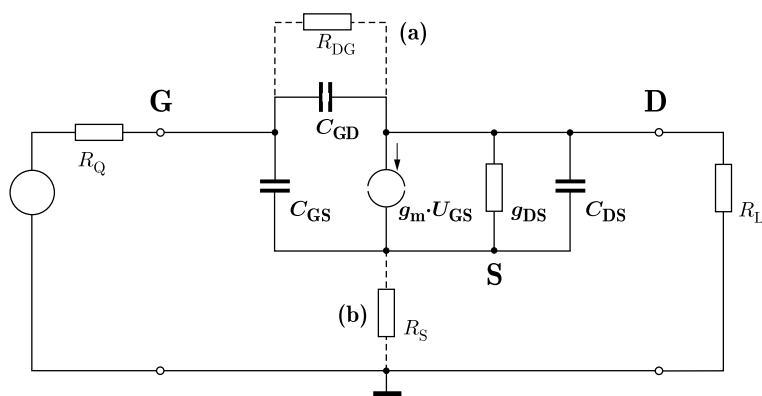 (a)
R_DG
G
D
C_GD
R_Q
C_GS
g_m·U_GS
g_DS
C_DS
R_L
S
(b)
R_S